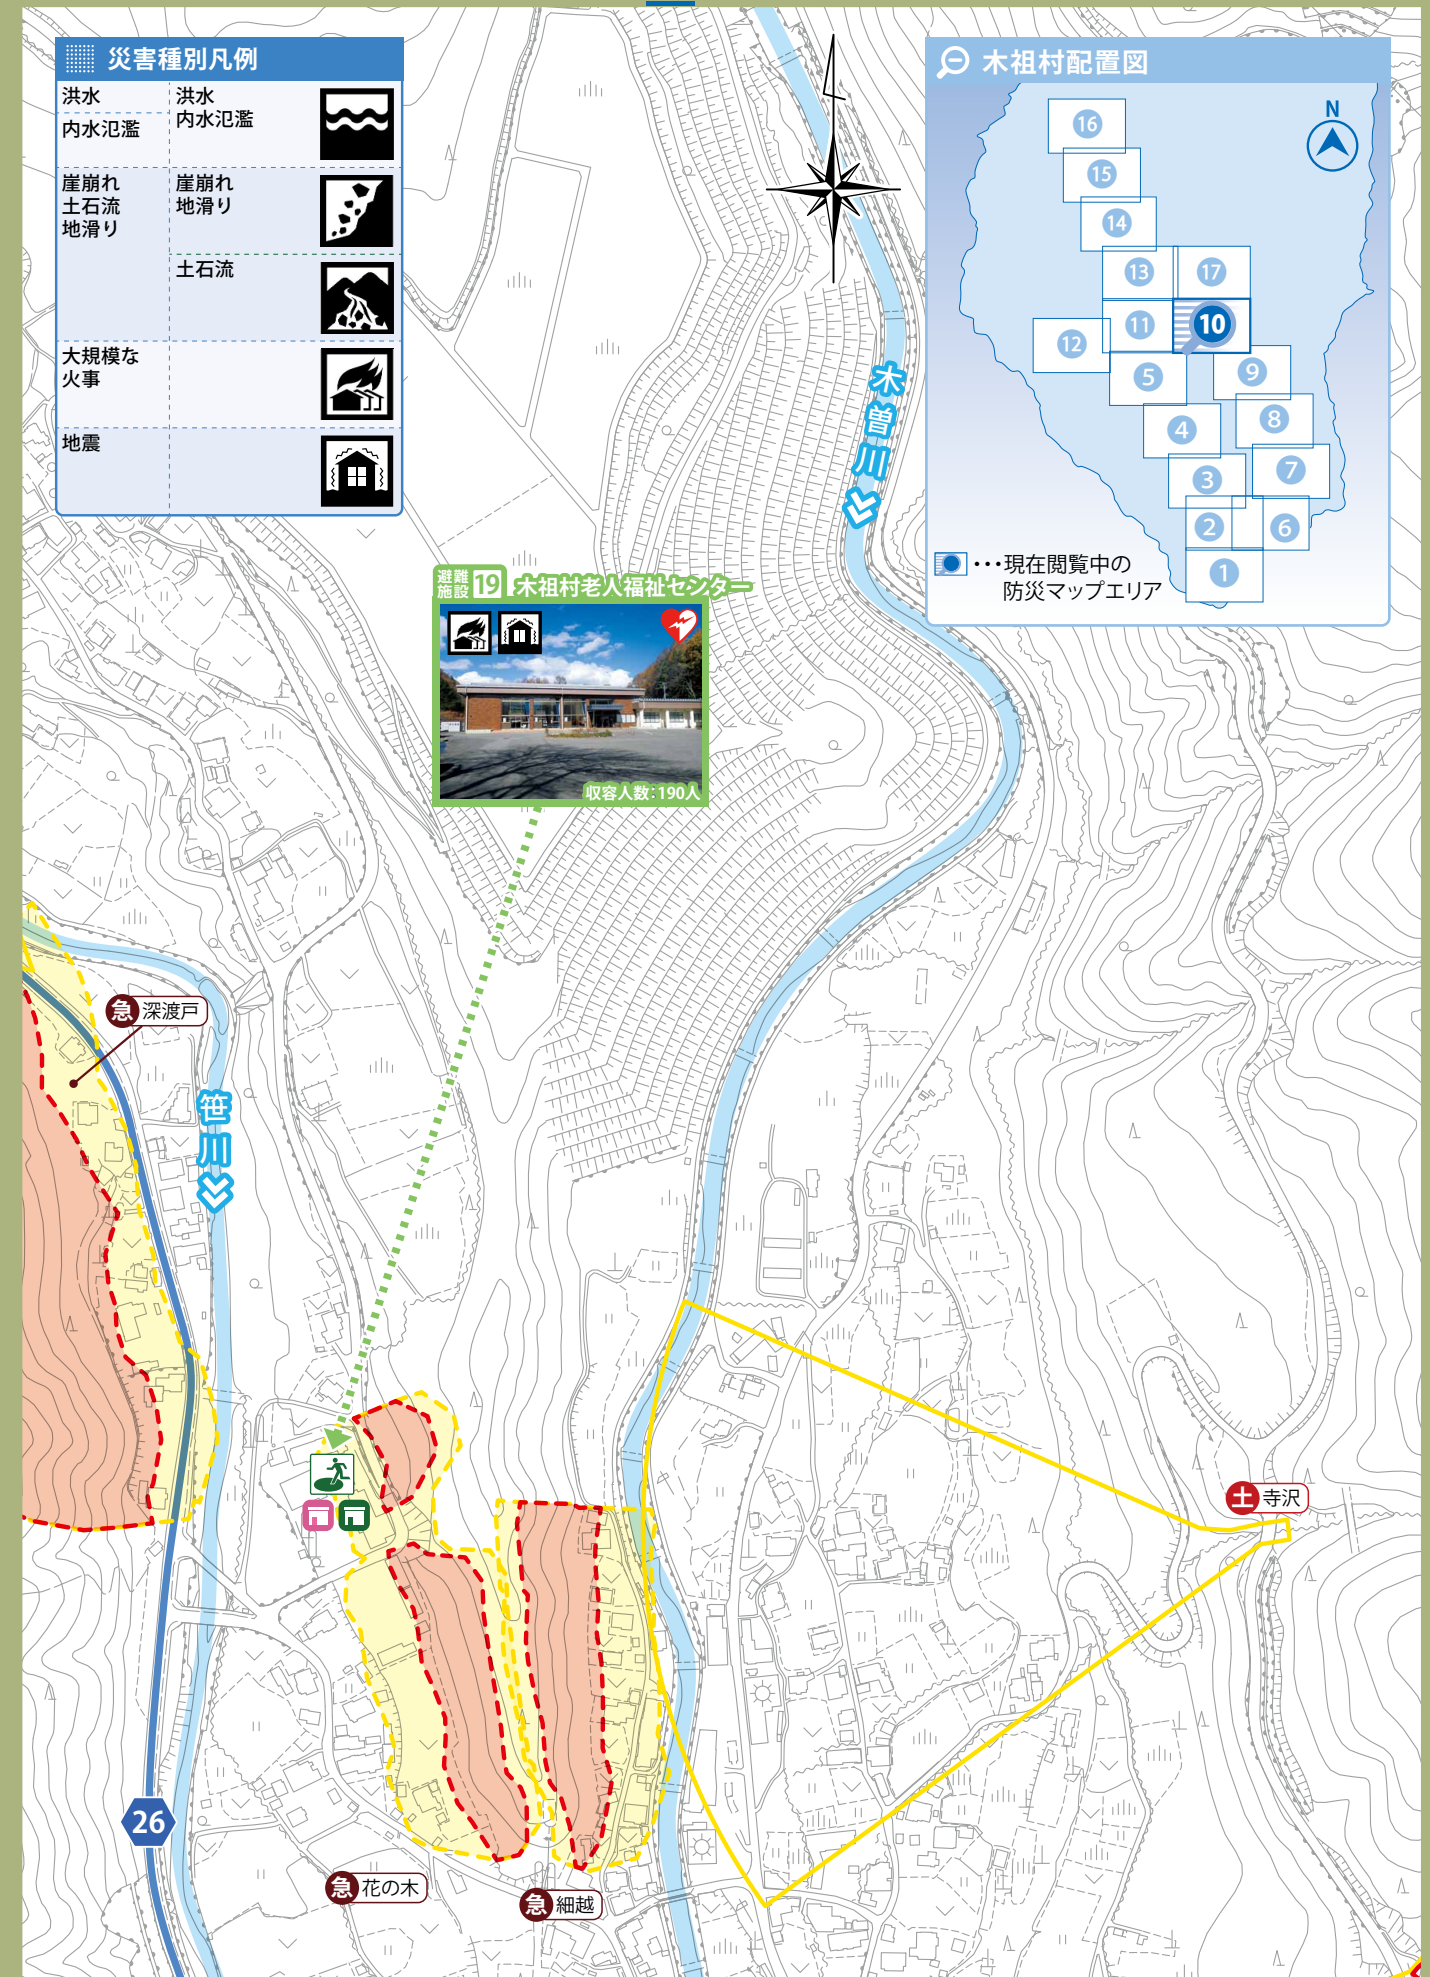 災害種別凡例
洪水
内水氾濫
洪水
内水氾濫
崖崩れ
土石流
地滑り
崖崩れ
地滑り
土石流
大規模な
火事
地震
木祖村配置図
N
16
15
14
13
17
11
10
12
5
9
4
8
3
7
2
6
1
・・・現在閲覧中の
防災マップエリア
木曽川
避難
施設
19
木祖村老人福祉センター
収容人数:190人
急 深渡戸
笹川
土 寺沢
26
急 花の木
急 細越